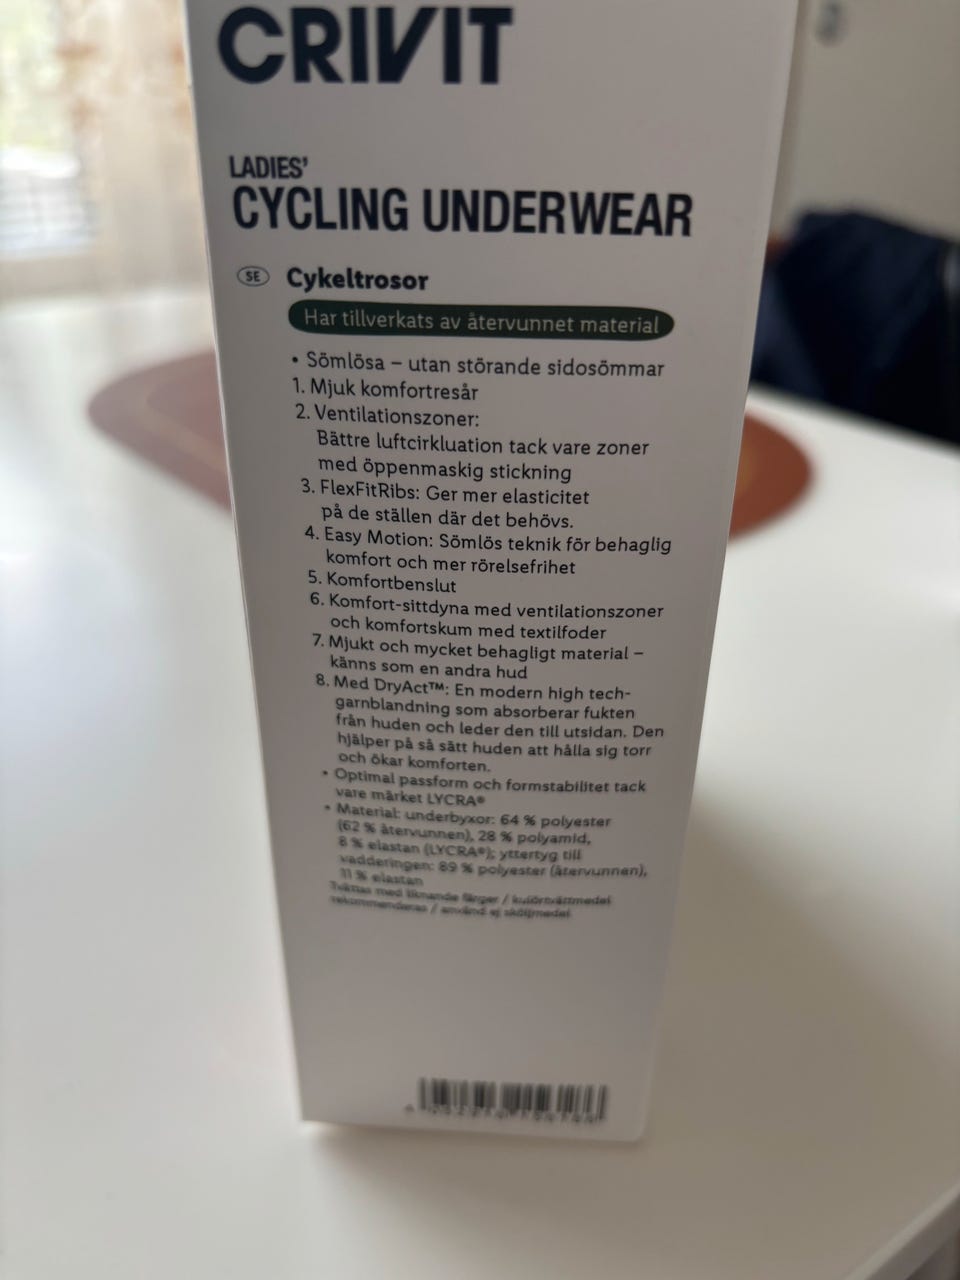 CRIVIT
LADIES'
CYCLING UNDERWEAR
SE Cykeltrosor
Har tillverkats av återvunnet material
• Sömlösa – utan störande sidosömmar
1. Mjuk komfortresår
2. Ventilationszoner:
Bättre luftcirkluation tack vare zoner
med öppenmaskig stickning
3. FlexFitRibs: Ger mer elasticitet
på de ställen där det behövs.
4. Easy Motion: Sömlös teknik för behaglig
komfort och mer rörelsefrihet
5. Komfortbenslut
6. Komfort-sittdyna med ventilationszoner
och komfortskum med textilfoder
7. Mjukt och mycket behagligt material –
känns som en andra hud
8. Med DryAct™: En modern high tech-
garnblandning som absorberar fukten
från huden och leder den till utsidan. Den
hjälper på så sätt huden att hålla sig torr
och ökar komforten.
• Optimal passform och formstabilitet tack
vare märket LYCRA®
• Material: underbyxor: 64 % polyester
(62 % återvunnen), 28 % polyamid,
8 % elastan (LYCRA®); yttertyg till
vadderingen: 89 % polyester (återvunnen),
11 % elastan
Tvättas med liknande färger / kulörtvättmedel
rekommenderas / använd ej sköljmedel